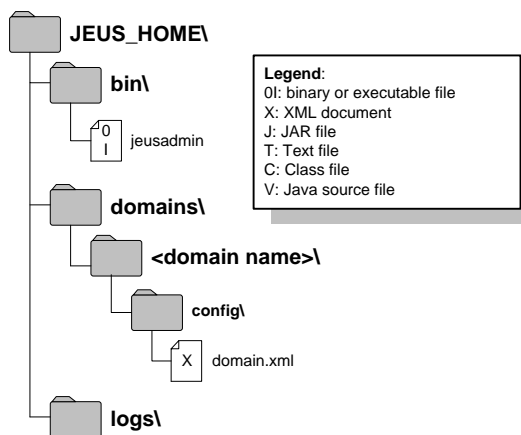 JEUS_HOME\
bin\
0
I
jeusadmin
domains\
<domain name>\
config\
X
domain.xml
logs\
Legend:
0I: binary or executable file
X: XML document
J: JAR file
T: Text file
C: Class file
V: Java source file